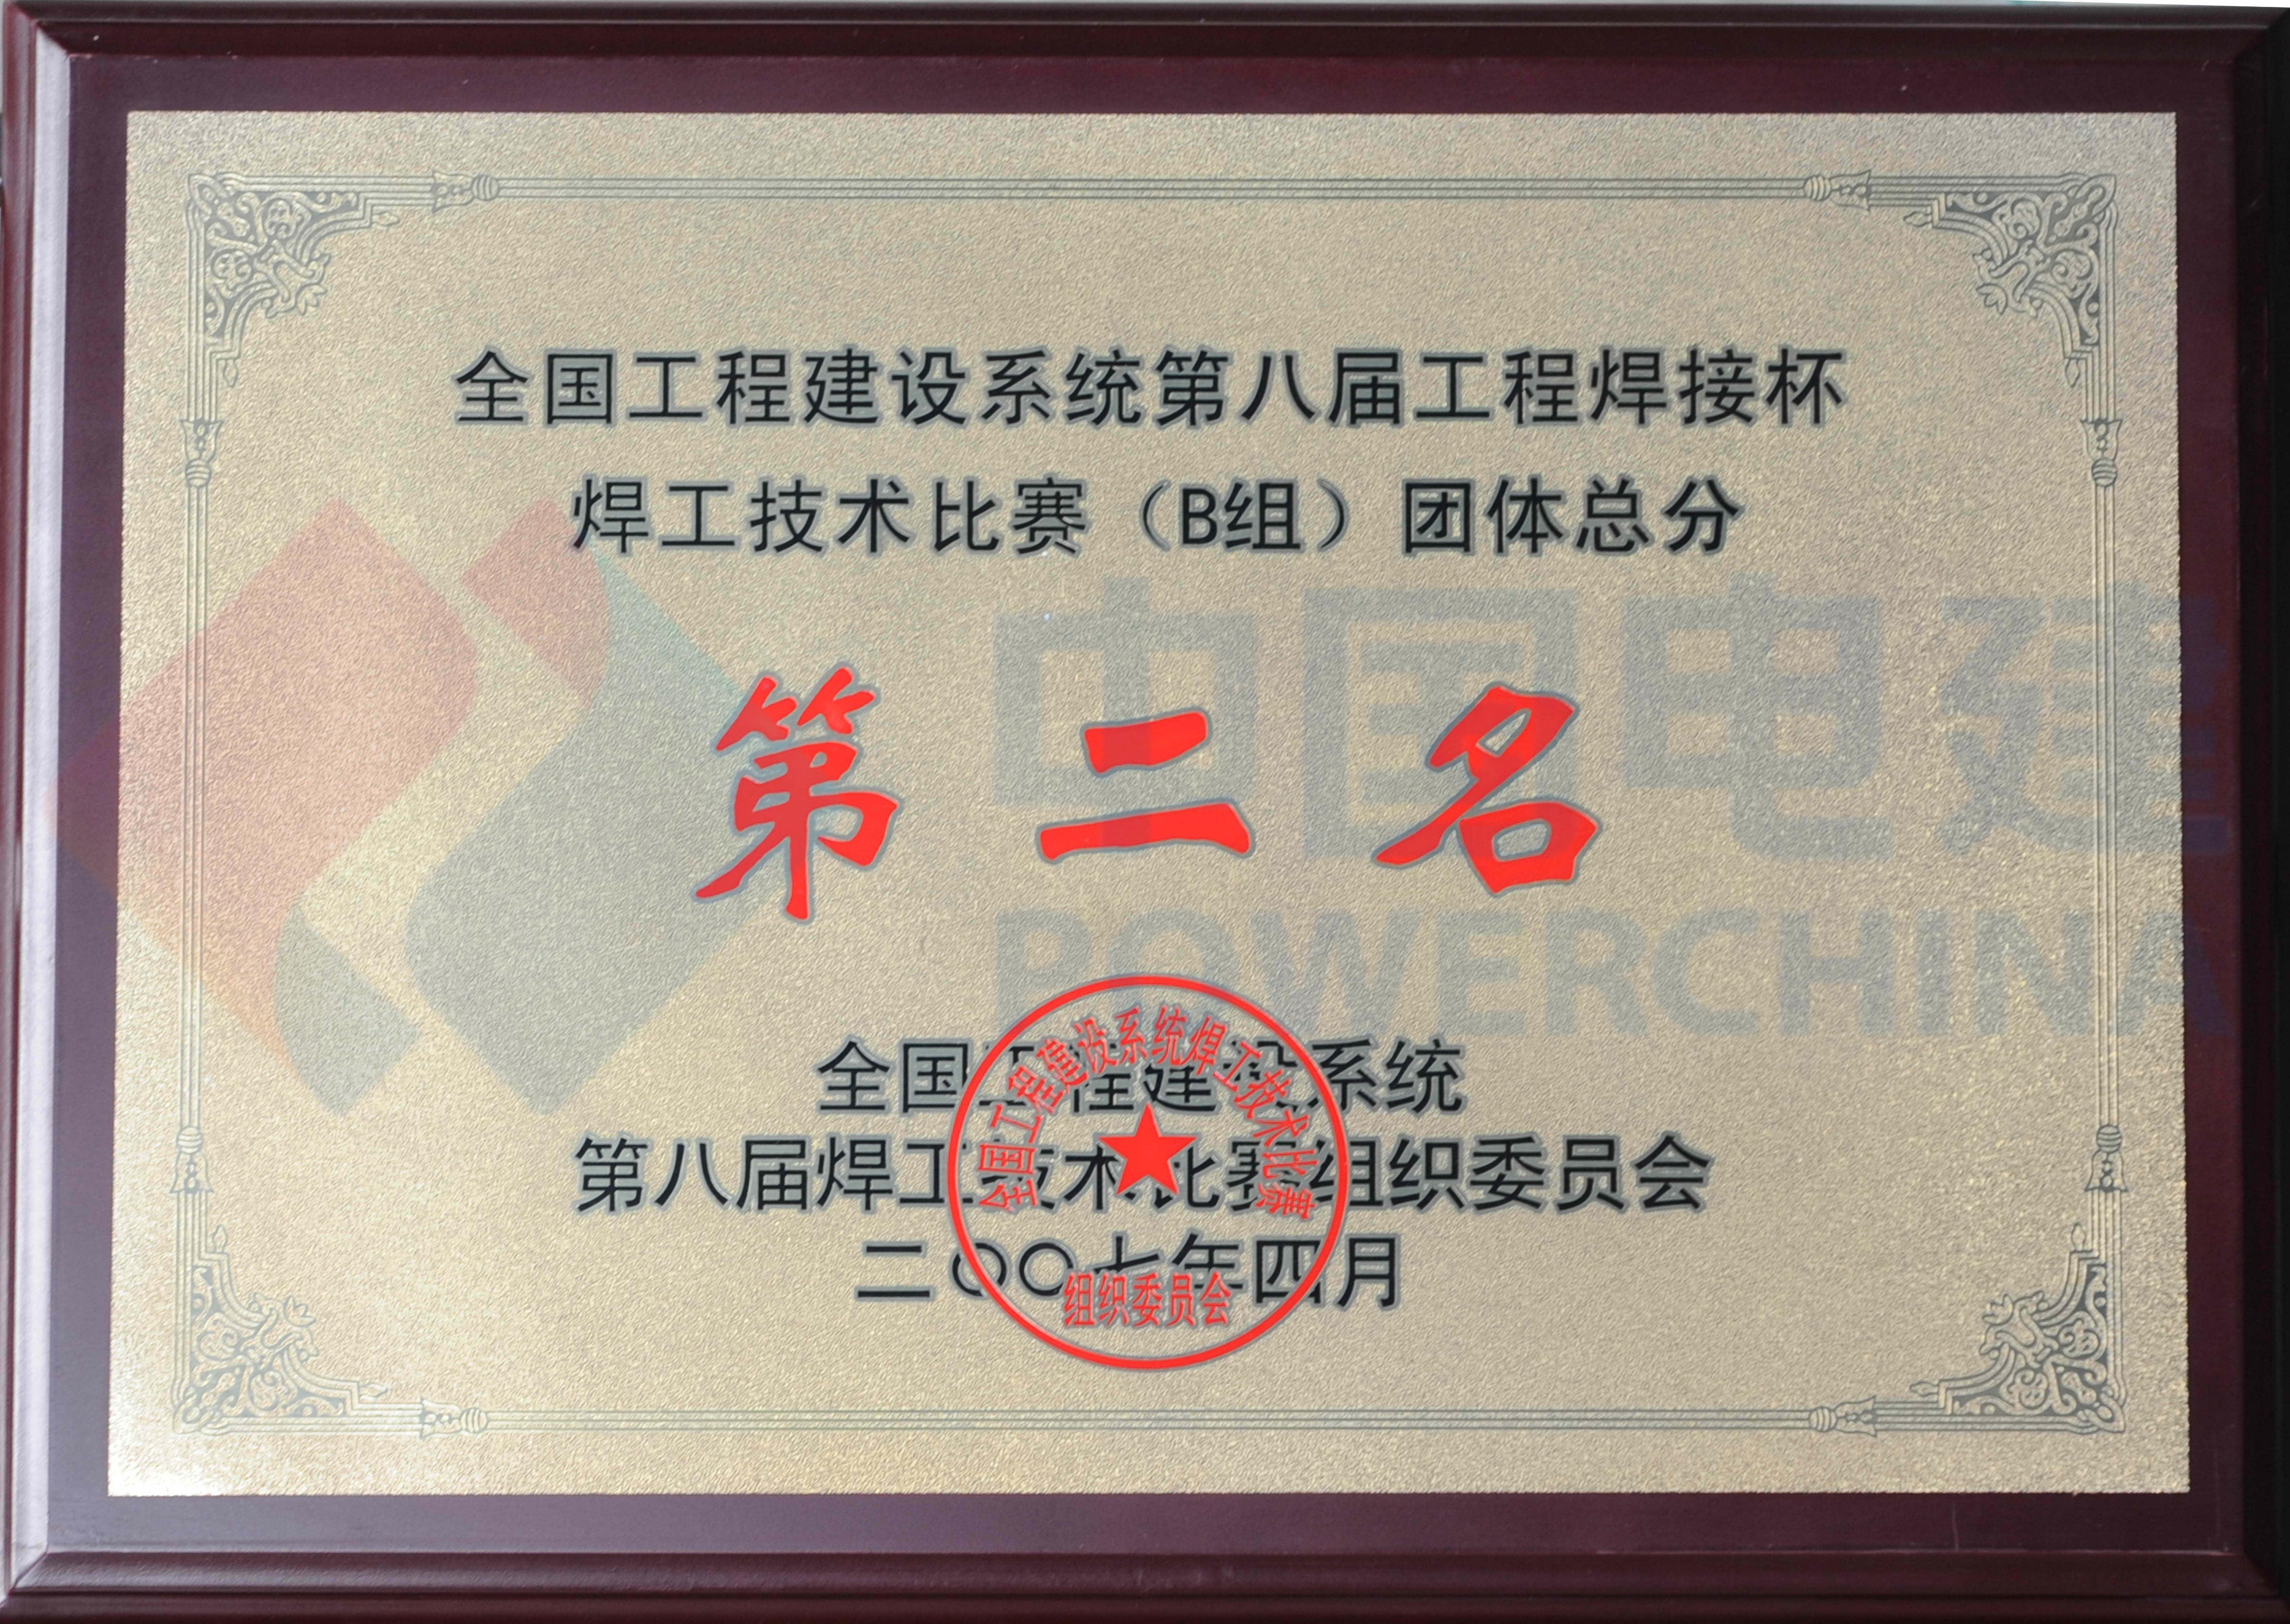 全国工程建设系统第八届工程焊接杯
焊工技术比赛（B组）团体总分
中国电建
第二名
POWERCHINA
全国工程建设系统
第八届焊工技术比赛组织委员会
二〇〇七年四月
全国工程建设系统焊工技术比赛
组织委员会